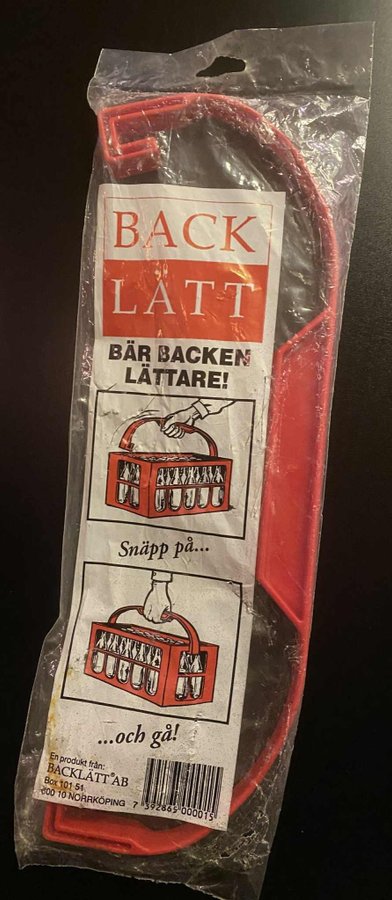 BACK
LÄTT
BÄR BACKEN
LÄTTARE!
Snäpp på...
...och gå!
En produkt från:
BACKLÄTT®AB
Box 101 51
600 10 NORRKÖPING
7 392865 000015